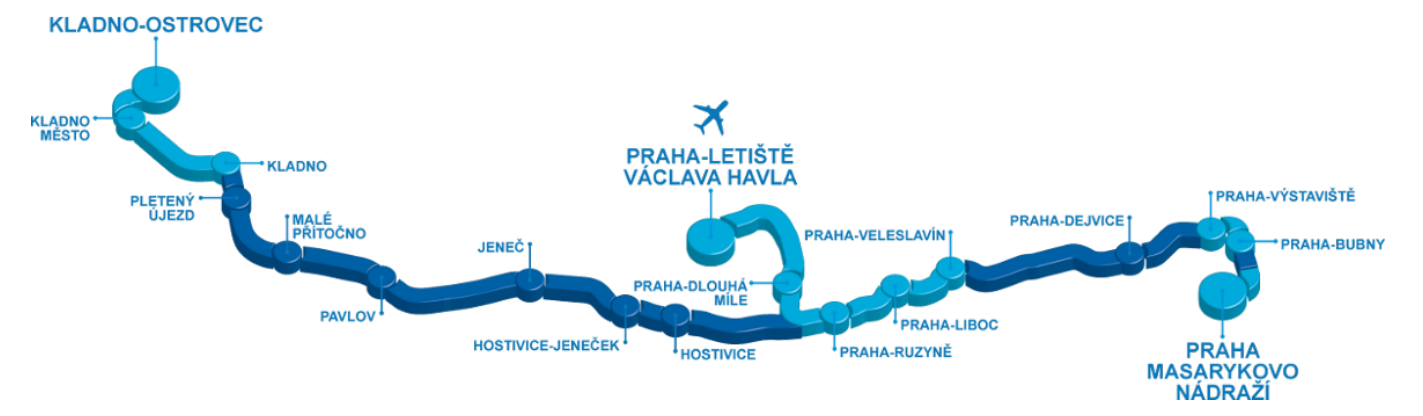 KLADNO-OSTROVEC
KLADNO
MĚSTO
KLADNO
PLETENÝ
ÚJEZD
MALÉ
PŘÍTOČNO
PAVLOV
JENEČ
HOSTIVICE-JENEČEK
HOSTIVICE
PRAHA-LETIŠTĚ
VÁCLAVA HAVLA
PRAHA-DLOUHÁ
MÍLE
PRAHA-RUZYNĚ
PRAHA-LIBOC
PRAHA-VELESLAVÍN
PRAHA-DEJVICE
PRAHA-VÝSTAVIŠTĚ
PRAHA-BUBNY
PRAHA
MASARYKOVO
NÁDRAŽÍ